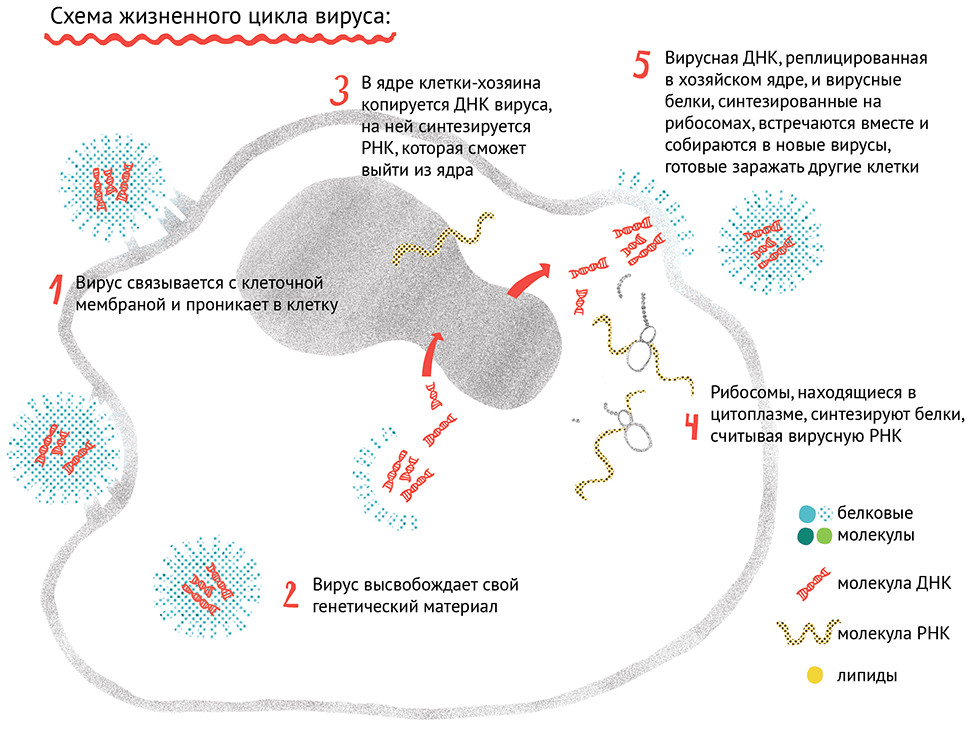 Схема жизненного цикла вируса:
1
Вирус связывается с клеточной
мембраной и проникает в клетку
2
Вирус высвобождает свой
генетический материал
3
В ядре клетки-хозяина
копируется ДНК вируса,
на ней синтезируется
РНК, которая сможет
выйти из ядра
4
Рибосомы, находящиеся в
цитоплазме, синтезируют белки,
считывая вирусную РНК
5
Вирусная ДНК, реплицированная
в хозяйском ядре, и вирусные
белки, синтезированные на
рибосомах, встречаются вместе и
собираются в новые вирусы,
готовые заражать другие клетки
белковые
молекулы
молекула ДНК
молекула РНК
липиды